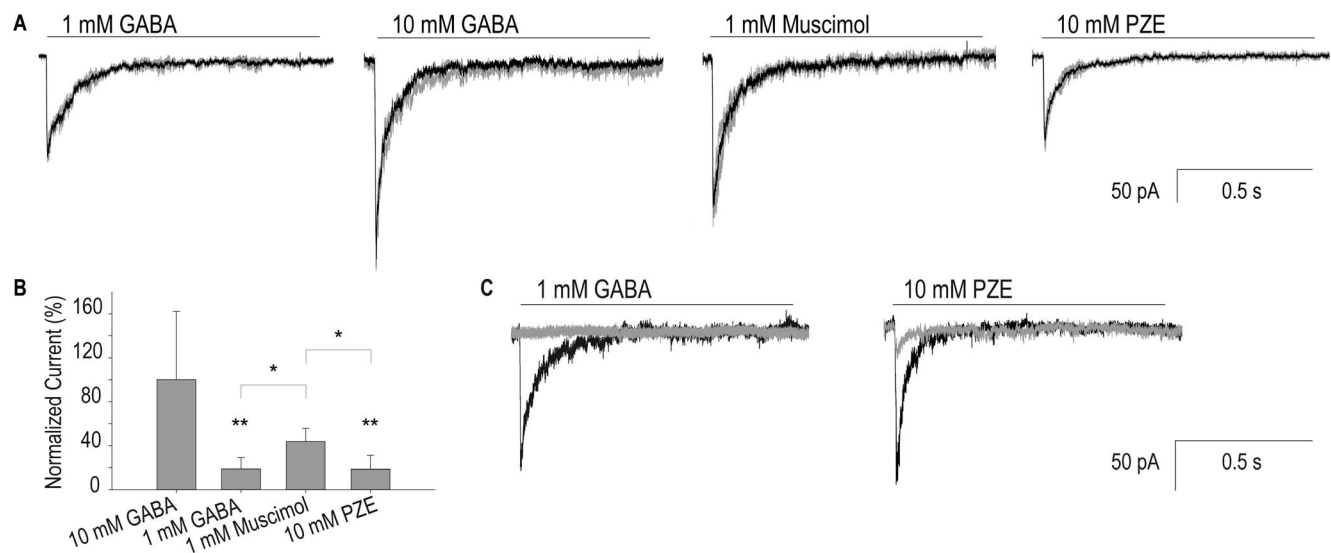 A
1 mM GABA
10 mM GABA
1 mM Muscimol
10 mM PZE
50 pA
0.5 s
B
Normalized Current (%)
160
120
80
40
0
*
*
**
**
10 mM GABA
1 mM GABA
1 mM Muscimol
10 mM PZE
C
1 mM GABA
10 mM PZE
50 pA
0.5 s